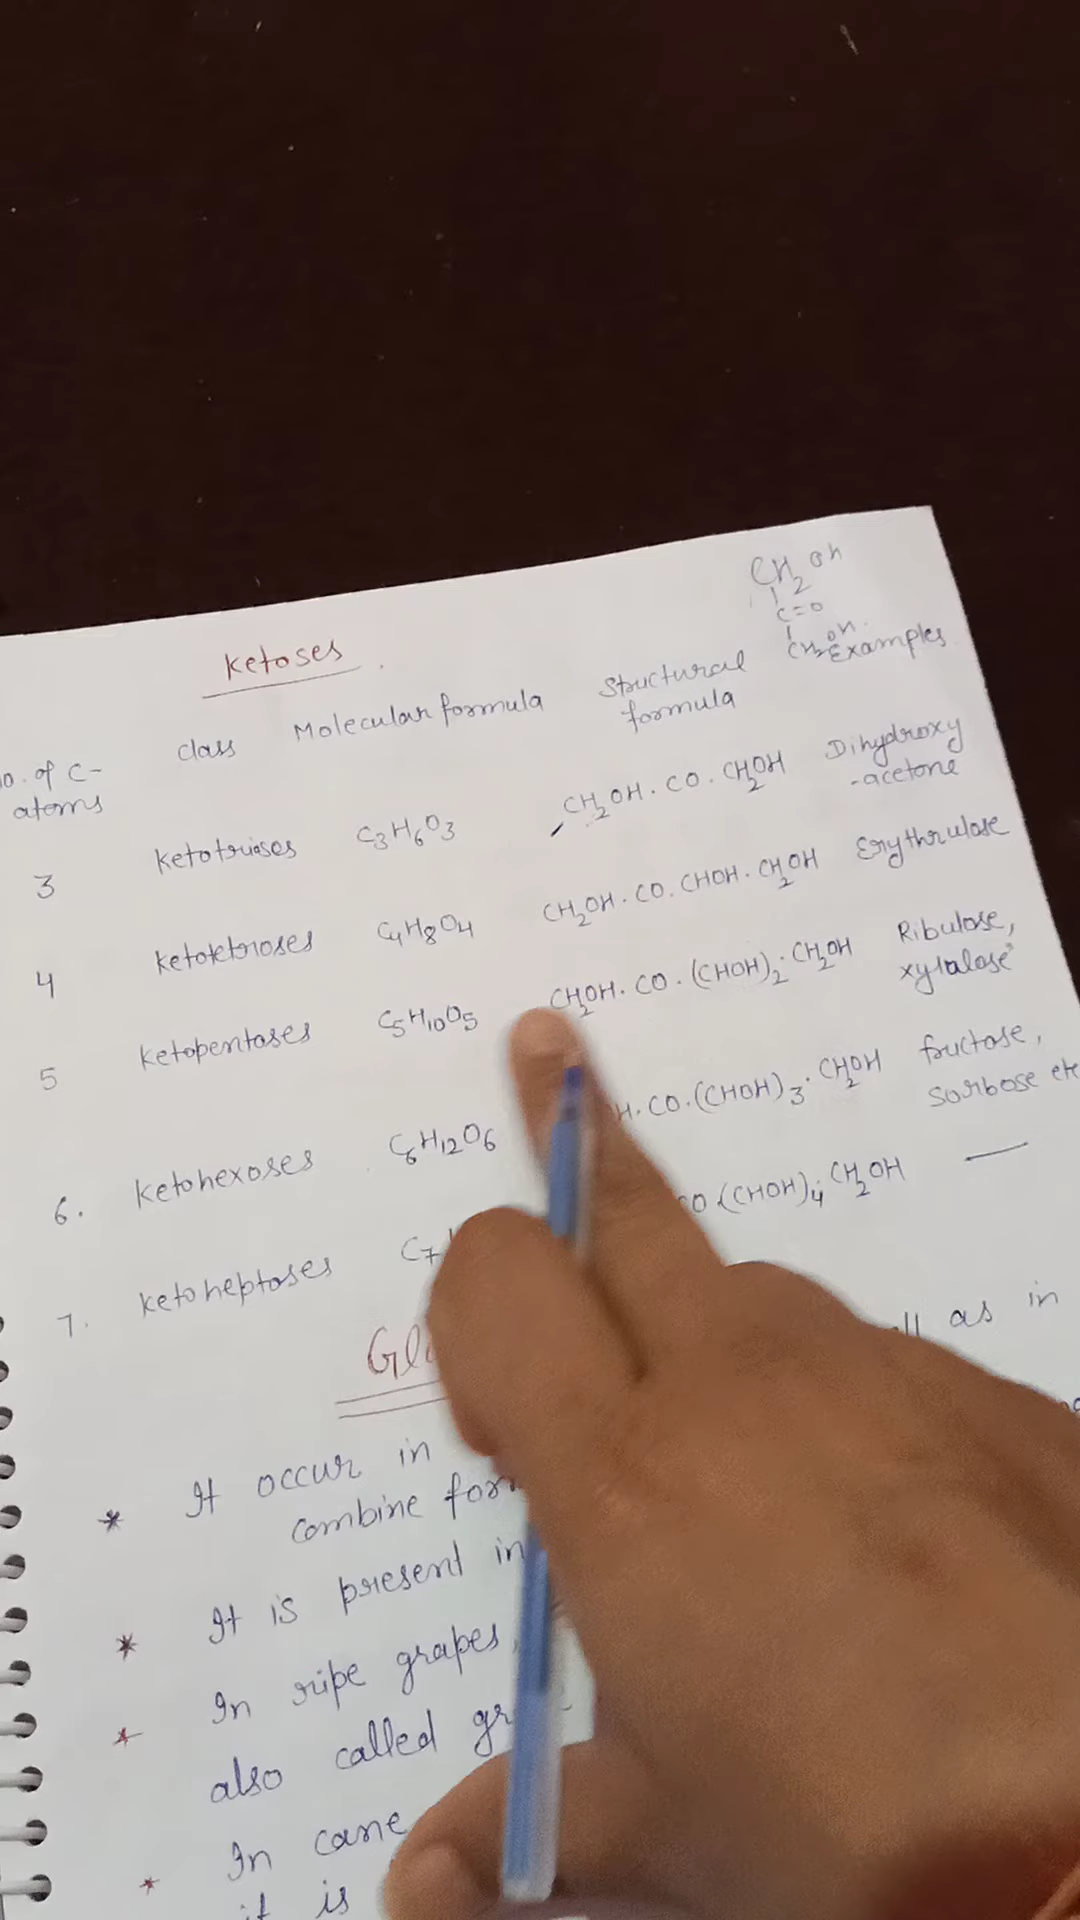 CH2OH
C=O
CH2OH
Ketoses
No. of C-atoms class Molecular formula Structural formula Examples
3 Ketotrioses C3H6O3 CH2OH.CO.CH2OH Dihydroxy-acetone
4 Ketotetroses C4H8O4 CH2OH.CO.CHOH.CH2OH Erythrulose
5 Ketopentoses C5H10O5 CH2OH.CO.(CHOH)2.CH2OH Ribulose, xylulose
6. Ketohexoses C6H12O6 H.CO.(CHOH)3.CH2OH fructose, Sorbose etc
7. Ketoheptoses C7 CO.(CHOH)4.CH2OH —
as in
* It occur in
combine
* It is present in
* In ripe grapes,
also called
* In cane
it is